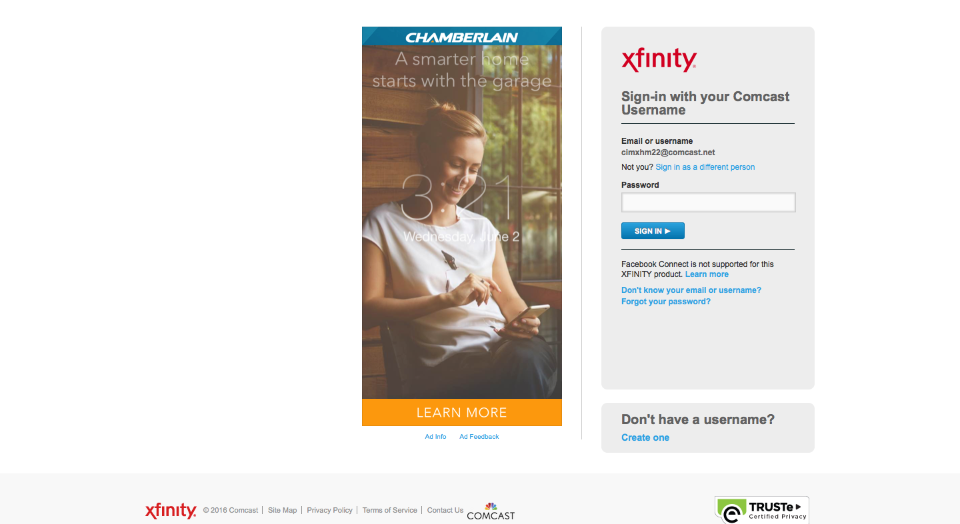 CHAMBERLAIN
A smarter home
starts with the garage
3:21
Wednesday, June 2
LEARN MORE
Ad Info Ad Feedback
xfinity
Sign-in with your Comcast
Username
Email or username
cimxhm22@comcast.net
Not you? Sign in as a different person
Password
SIGN IN ▶
Facebook Connect is not supported for this
XFINITY product. Learn more
Don't know your email or username?
Forgot your password?
Don't have a username?
Create one
xfinity © 2016 Comcast | Site Map | Privacy Policy | Terms of Service | Contact Us COMCAST
TRUSTe ▶
Certified Privacy